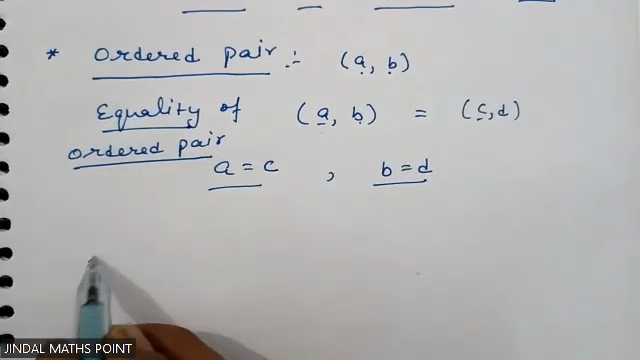 * Ordered pair :- (a, b)
Equality of (a, b) = (c, d)
ordered pair
a = c , b = d
JINDAL MATHS POINT